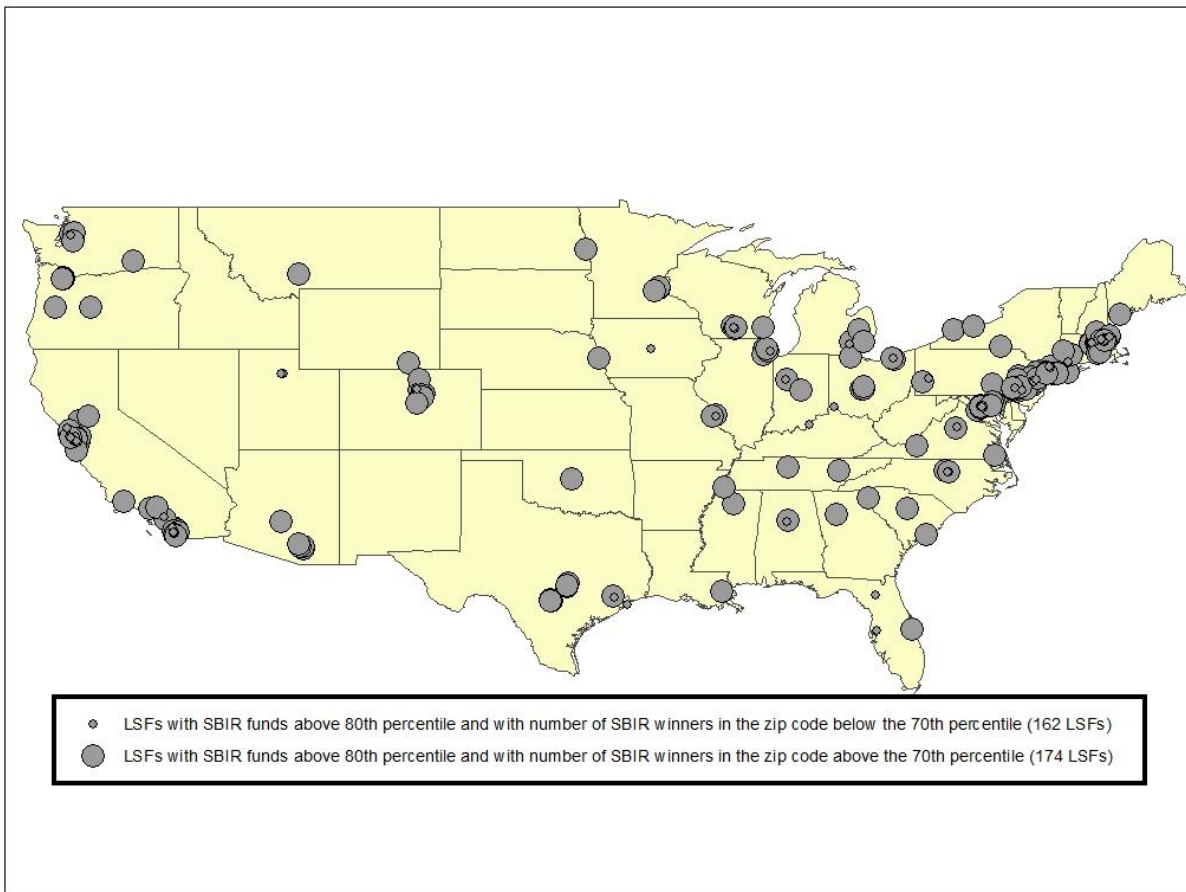 LSFs with SBIR funds above 80th percentile and with number of SBIR winners in the zip code below the 70th percentile (162 LSFs)
LSFs with SBIR funds above 80th percentile and with number of SBIR winners in the zip code above the 70th percentile (174 LSFs)